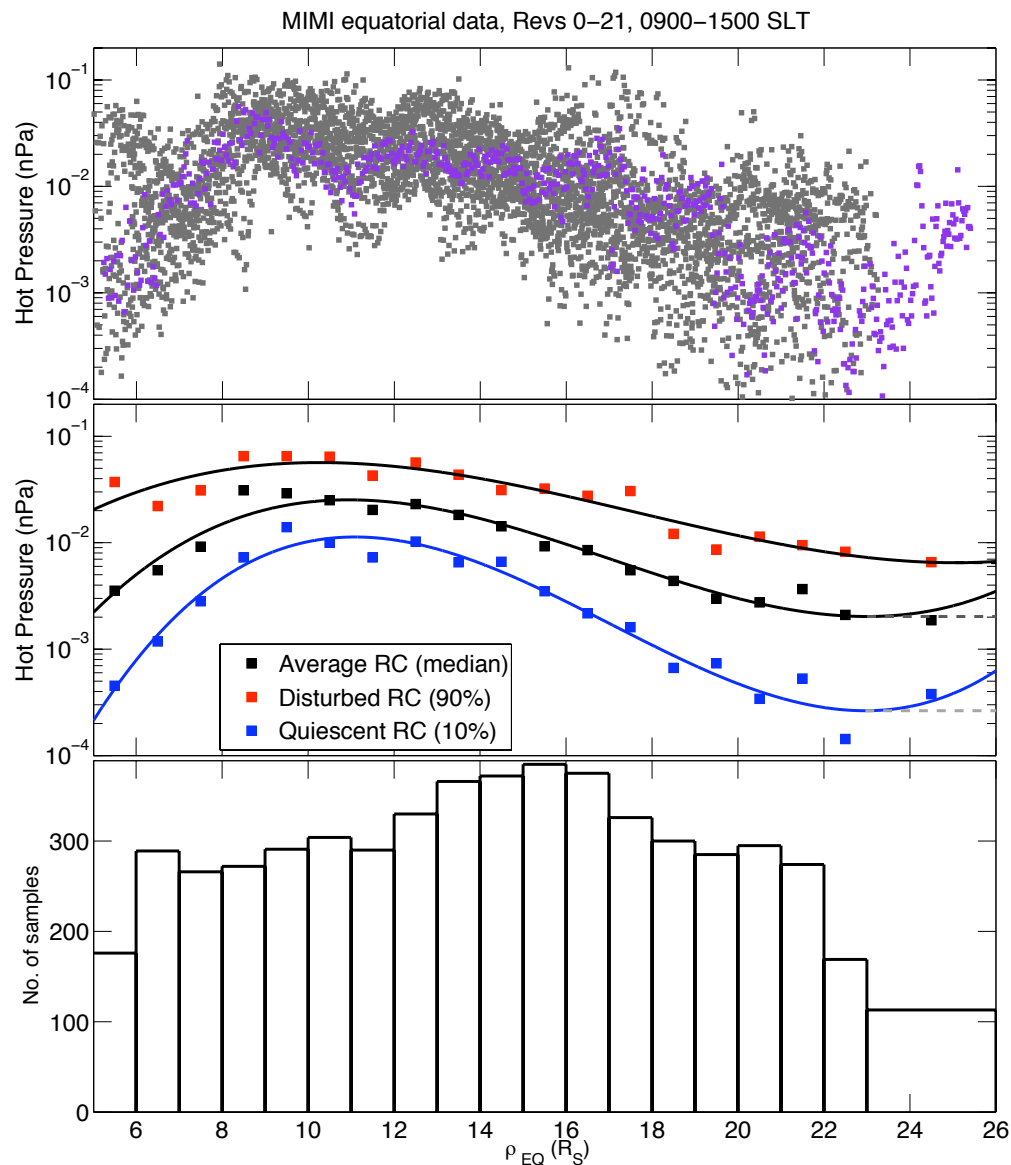 MIMI equatorial data, Revs 0−21, 0900−1500 SLT
10⁻¹
10⁻²
10⁻³
10⁻⁴
Hot Pressure (nPa)
10⁻¹
10⁻²
10⁻³
10⁻⁴
Hot Pressure (nPa)
Average RC (median)
Disturbed RC (90%)
Quiescent RC (10%)
300
200
100
0
No. of samples
6 8 10 12 14 16 18 20 22 24 26
ρ EQ (R_S)